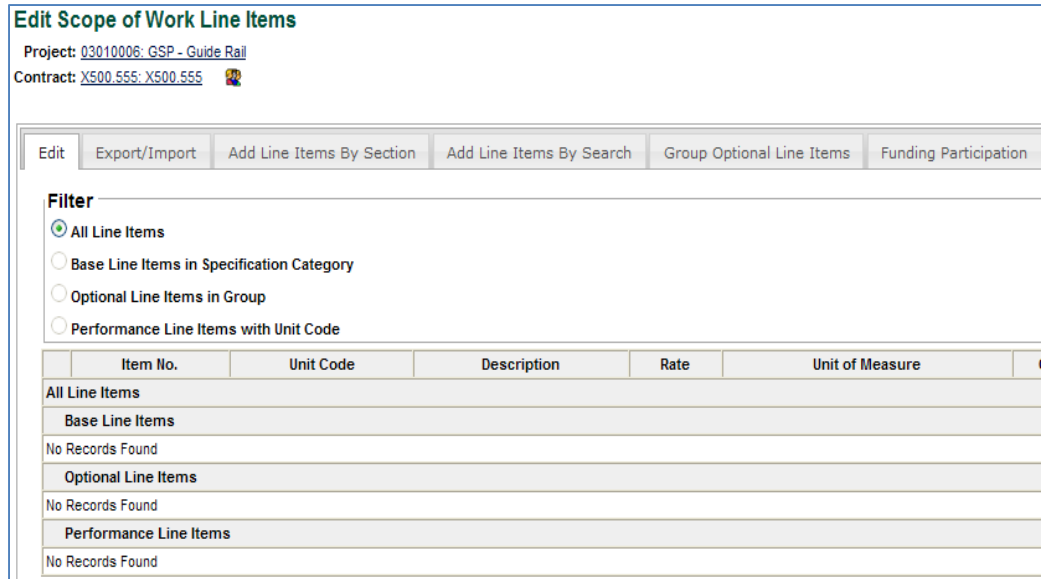 Edit Scope of Work Line Items
Project: 03010006: GSP - Guide Rail
Contract: X500.555: X500.555
Edit Export/Import Add Line Items By Section Add Line Items By Search Group Optional Line Items Funding Participation
Filter
All Line Items
Base Line Items in Specification Category
Optional Line Items in Group
Performance Line Items with Unit Code
Item No. Unit Code Description Rate Unit of Measure
All Line Items
Base Line Items
No Records Found
Optional Line Items
No Records Found
Performance Line Items
No Records Found